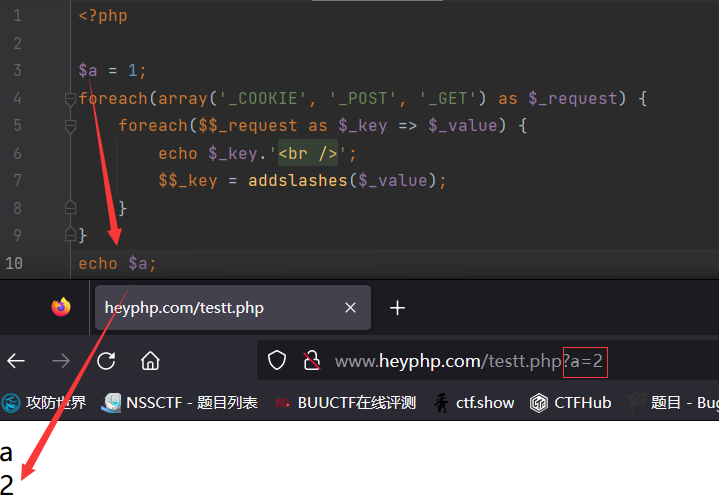 1 <?php
2
3 $a = 1;
4 foreach(array('_COOKIE', '_POST', '_GET') as $_request) {
5 foreach($$_request as $_key => $_value) {
6 echo $_key.'<br />';
7 $$_key = addslashes($_value);
8 }
9 }
10 echo $a;
heyphp.com/testt.php
www.heyphp.com/testt.php?a=2
攻防世界 NSSCTF - 题目列表 BUUCTF在线评测 ctf.show CTFHub 题目 - Bug
a
2